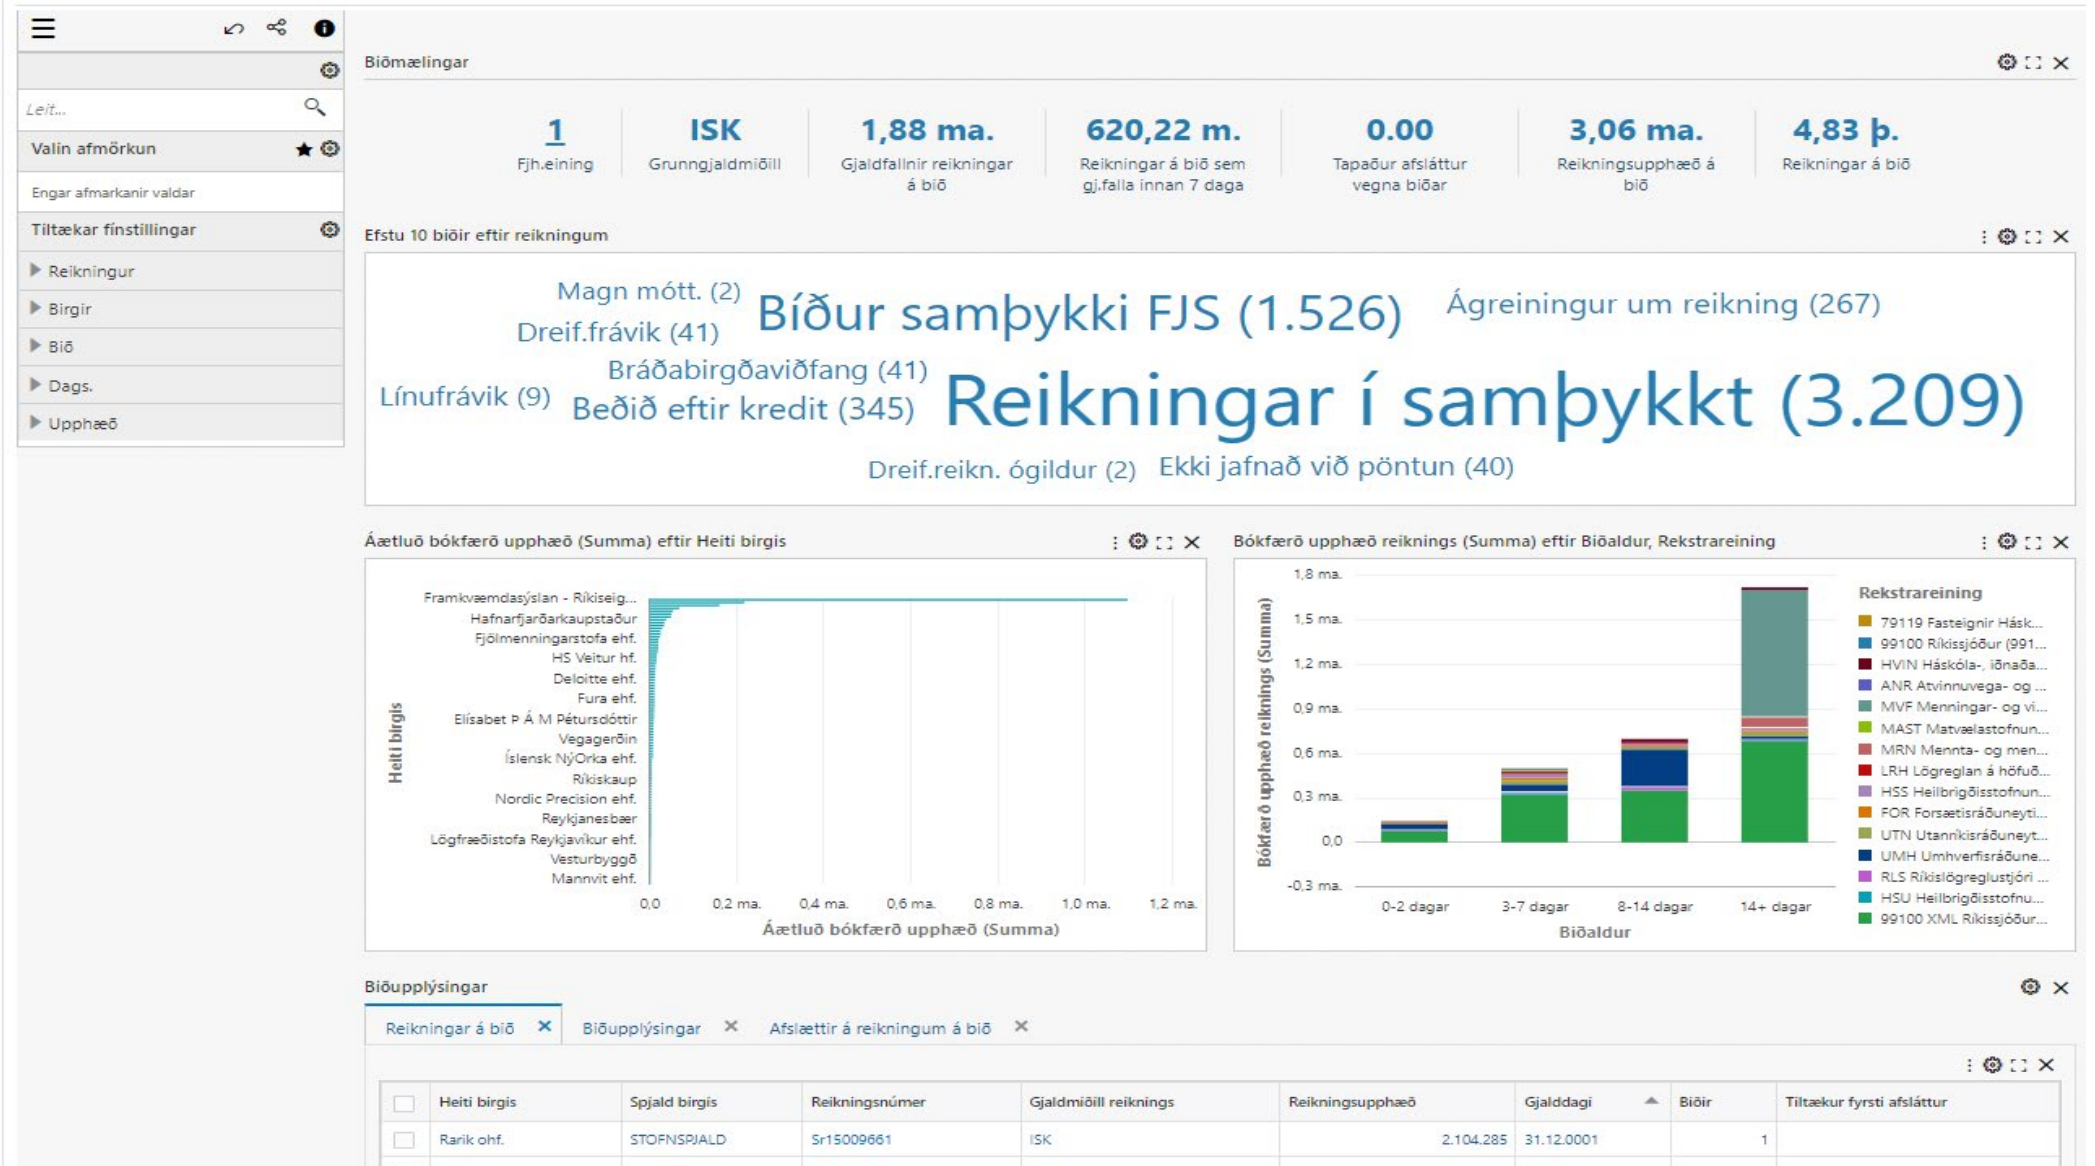 Biðmælingar
Leit...
Valin afmörkun
Engar afmarkanir valdar
Tiltækar fínstillingar
Reikningur
Birgir
Bið
Dags.
Upphæð
1
Fjh.eining
ISK
Grunngjaldmiðill
1,88 ma.
Gjaldfallnir reikningar
á bið
620,22 m.
Reikningar á bið sem
gj.falla innan 7 daga
0.00
Tapaður afsláttur
vegna biðar
3,06 ma.
Reikningsupphæð á
bið
4,83 þ.
Reikningar á bið
Efstu 10 biðir eftir reikningum
Magn mótt. (2)
Bíður samþykki FJS (1.526)
Ágreiningur um reikning (267)
Dreif.frávik (41)
Bráðabirgðaviðfang (41)
Línufrávik (9)
Beðið eftir kredit (345)
Reikningar í samþykkt (3.209)
Dreif.reikn. ógildur (2)
Ekki jafnað við pöntun (40)
Áætluð bókfærð upphæð (Summa) eftir Heiti birgis
Heiti birgis
Framkvæmdasýslan - Ríkiseig...
Hafnarfjarðarkaupstaður
Fjölmenningarstofa ehf.
HS Veitur hf.
Deloitte ehf.
Fura ehf.
Elísabet Þ Á M Pétursdóttir
Vegagerðin
Íslensk NýOrka ehf.
Ríkiskaup
Nordic Precision ehf.
Reykjanesbær
Lögfræðistofa Reykjavíkur ehf.
Vesturbyggð
Mannvit ehf.
0,0
0,2 ma.
0,4 ma.
0,6 ma.
0,8 ma.
1,0 ma.
1,2 ma.
Áætluð bókfærð upphæð (Summa)
Bókfærð upphæð reiknings (Summa) eftir Biðaldur, Rekstrareining
Bókfærð upphæð reiknings (Summa)
1,8 ma.
1,5 ma.
1,2 ma.
0,9 ma.
0,6 ma.
0,3 ma.
0,0
-0,3 ma.
0-2 dagar
3-7 dagar
8-14 dagar
14+ dagar
Biðaldur
Rekstrareining
79119 Fasteignir Hásk...
99100 Ríkissjóður (991...
HVIN Háskóla-, iðnaða...
ANR Atvinnuvega- og ...
MVF Menningar- og vi...
MAST Matvælastofnun...
MRN Mennta- og men...
LRH Lögreglan á höfuð...
HSS Heilbrigðisstofnun...
FOR Forsætisráðuneyti...
UTN Utanríkisráðuneyt...
UMH Umhverfisráðune...
RLS Ríkislögreglustjóri ...
HSU Heilbrigðisstofnu...
99100 XML Ríkissjóður...
Biðupplýsingar
Reikningar á bið
Biðupplýsingar
Afslættir á reikningum á bið
Heiti birgis
Spjald birgis
Reikningsnúmer
Gjaldmiðill reiknings
Reikningsupphæð
Gjalddagi
Biðir
Tiltækur fyrsti afsláttur
Rarik ohf.
STOFNSPJALD
Sr15009661
ISK
2.104.285
31.12.0001
1